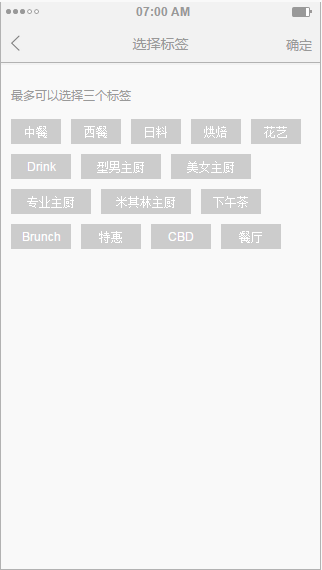 07:00 AM
选择标签 确定
最多可以选择三个标签
中餐 西餐 日料 烘焙 花艺
Drink 型男主厨 美女主厨
专业主厨 米其林主厨 下午茶
Brunch 特惠 CBD 餐厅